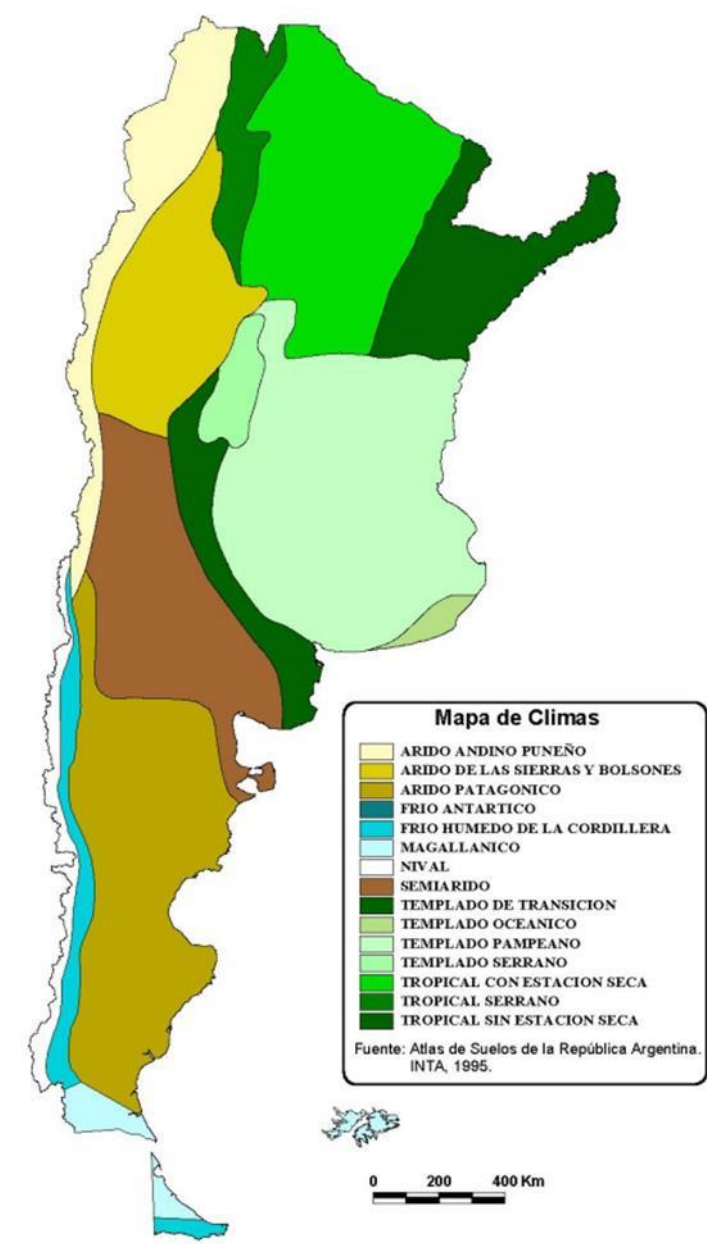 Mapa de Climas
ARIDO ANDINO PUNEÑO
ARIDO DE LAS SIERRAS Y BOLSONES
ARIDO PATAGONICO
FRIO ANTARTICO
FRIO HUMEDO DE LA CORDILLERA
MAGALLANICO
NIVAL
SEMIARIDO
TEMPLADO DE TRANSICION
TEMPLADO OCEANICO
TEMPLADO PAMPEANO
TEMPLADO SERRANO
TROPICAL CON ESTACION SECA
TROPICAL SERRANO
TROPICAL SIN ESTACION SECA
Fuente: Atlas de Suelos de la República Argentina.
INTA, 1995.
0 200 400 Km